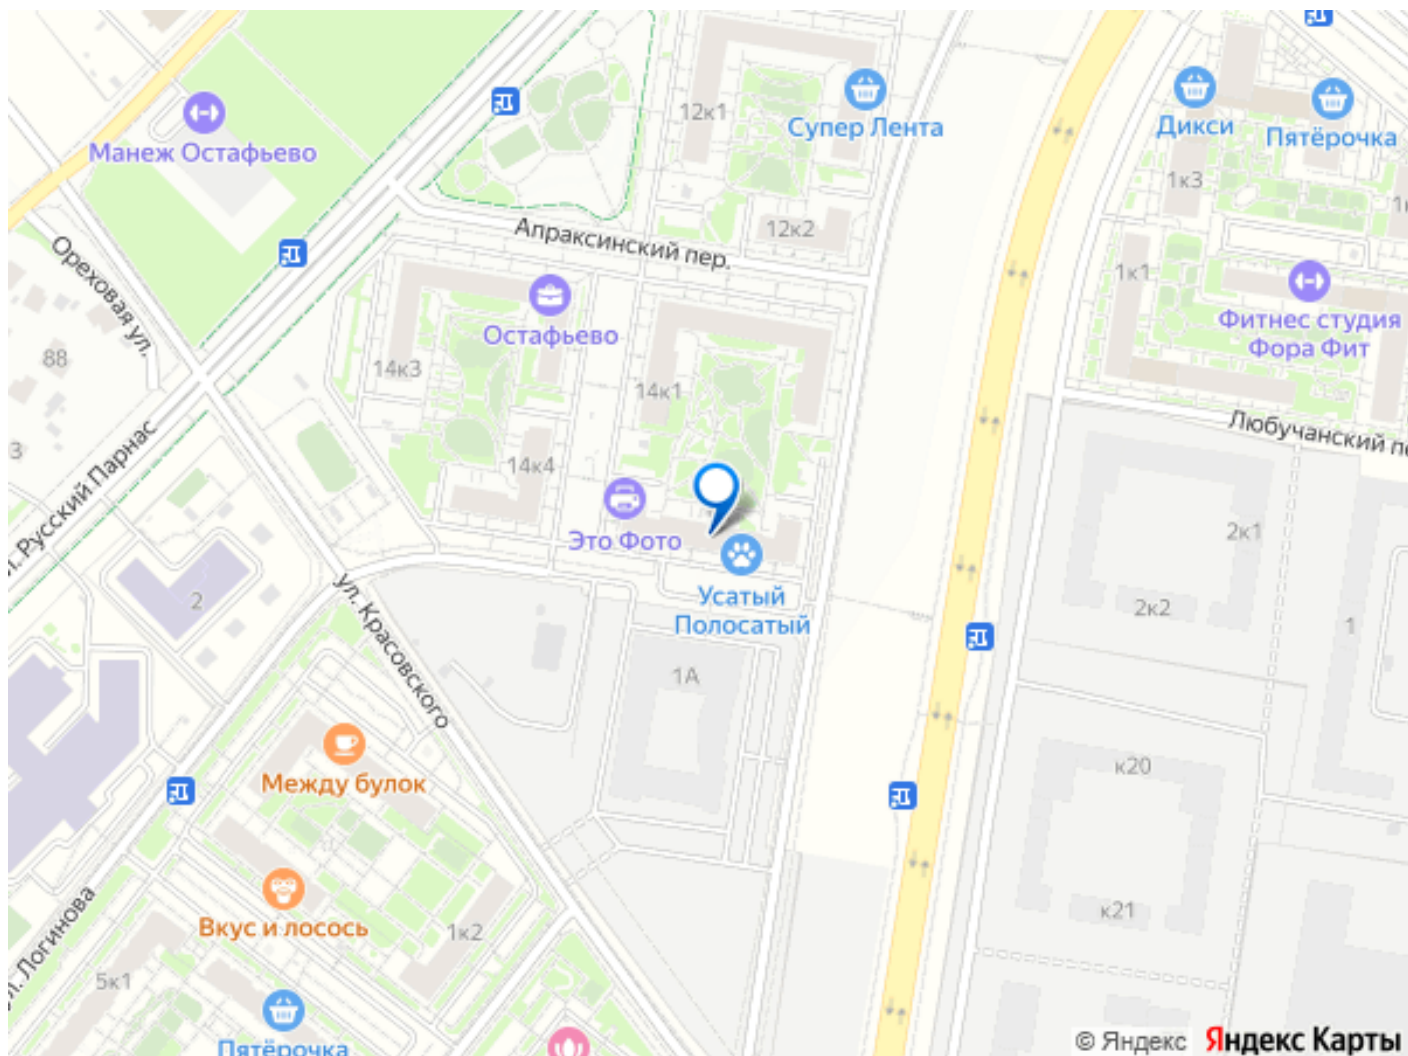 12к1
Супер Лента
Дикси
Пятёрочка
Манеж Остафьево
1к3
Апраксинский пер.
12к2
Ореховая ул.
1к1
Остафьево
Фитнес студия
Фора Фит
88
14к3
14к1
Любучанский пе
3
14к4
л. Русский Парнас
Это Фото
2к1
Усатый
Полосатый
2
2к2
1
ул. Красовского
1А
Между булок
к20
Вкус и лосось
1к2
к21
ул. Логинова
5к1
Пятёрочка
© Яндекс Яндекс Карты